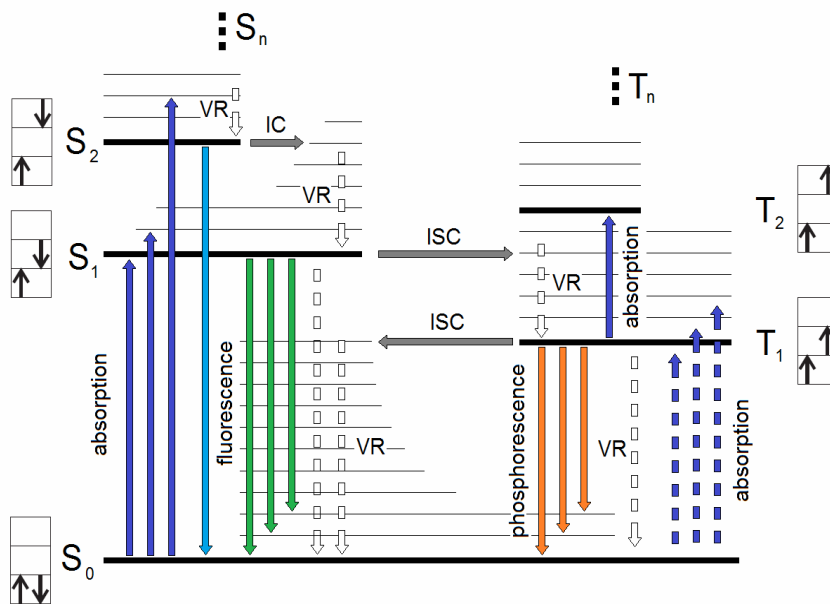 Sn
Tn
VR
S2
IC
VR
T2
S1
ISC
VR
absorption
ISC
T1
absorption
fluorescence
VR
phosphorescence
VR
absorption
S0